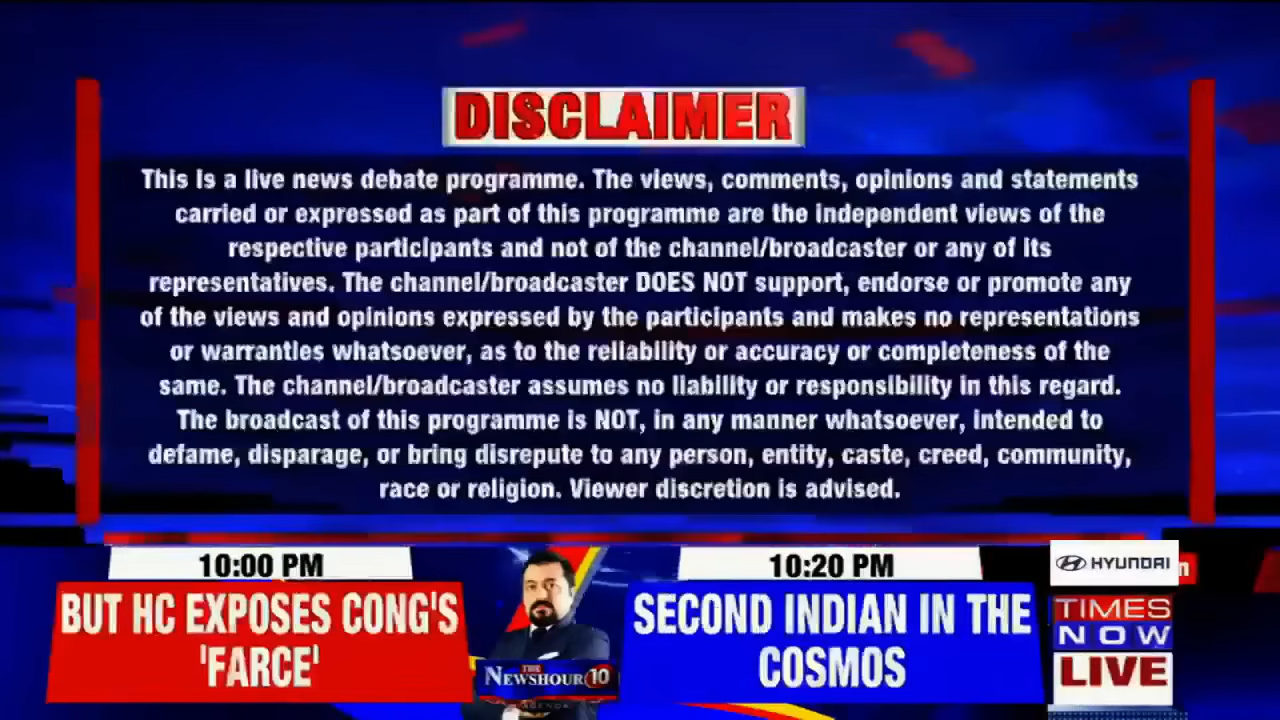 DISCLAIMER
This is a live news debate programme. The views, comments, opinions and statements
carried or expressed as part of this programme are the independent views of the
respective participants and not of the channel/broadcaster or any of its
representatives. The channel/broadcaster DOES NOT support, endorse or promote any
of the views and opinions expressed by the participants and makes no representations
or warranties whatsoever, as to the reliability or accuracy or completeness of the
same. The channel/broadcaster assumes no liability or responsibility in this regard.
The broadcast of this programme is NOT, in any manner whatsoever, intended to
defame, disparage, or bring disrepute to any person, entity, caste, creed, community,
race or religion. Viewer discretion is advised.
10:00 PM
BUT HC EXPOSES CONG'S
'FARCE'
THE
NEWSHOUR 10
AGENDA
10:20 PM
SECOND INDIAN IN THE
COSMOS
HYUNDAI
TIMES
NOW
LIVE